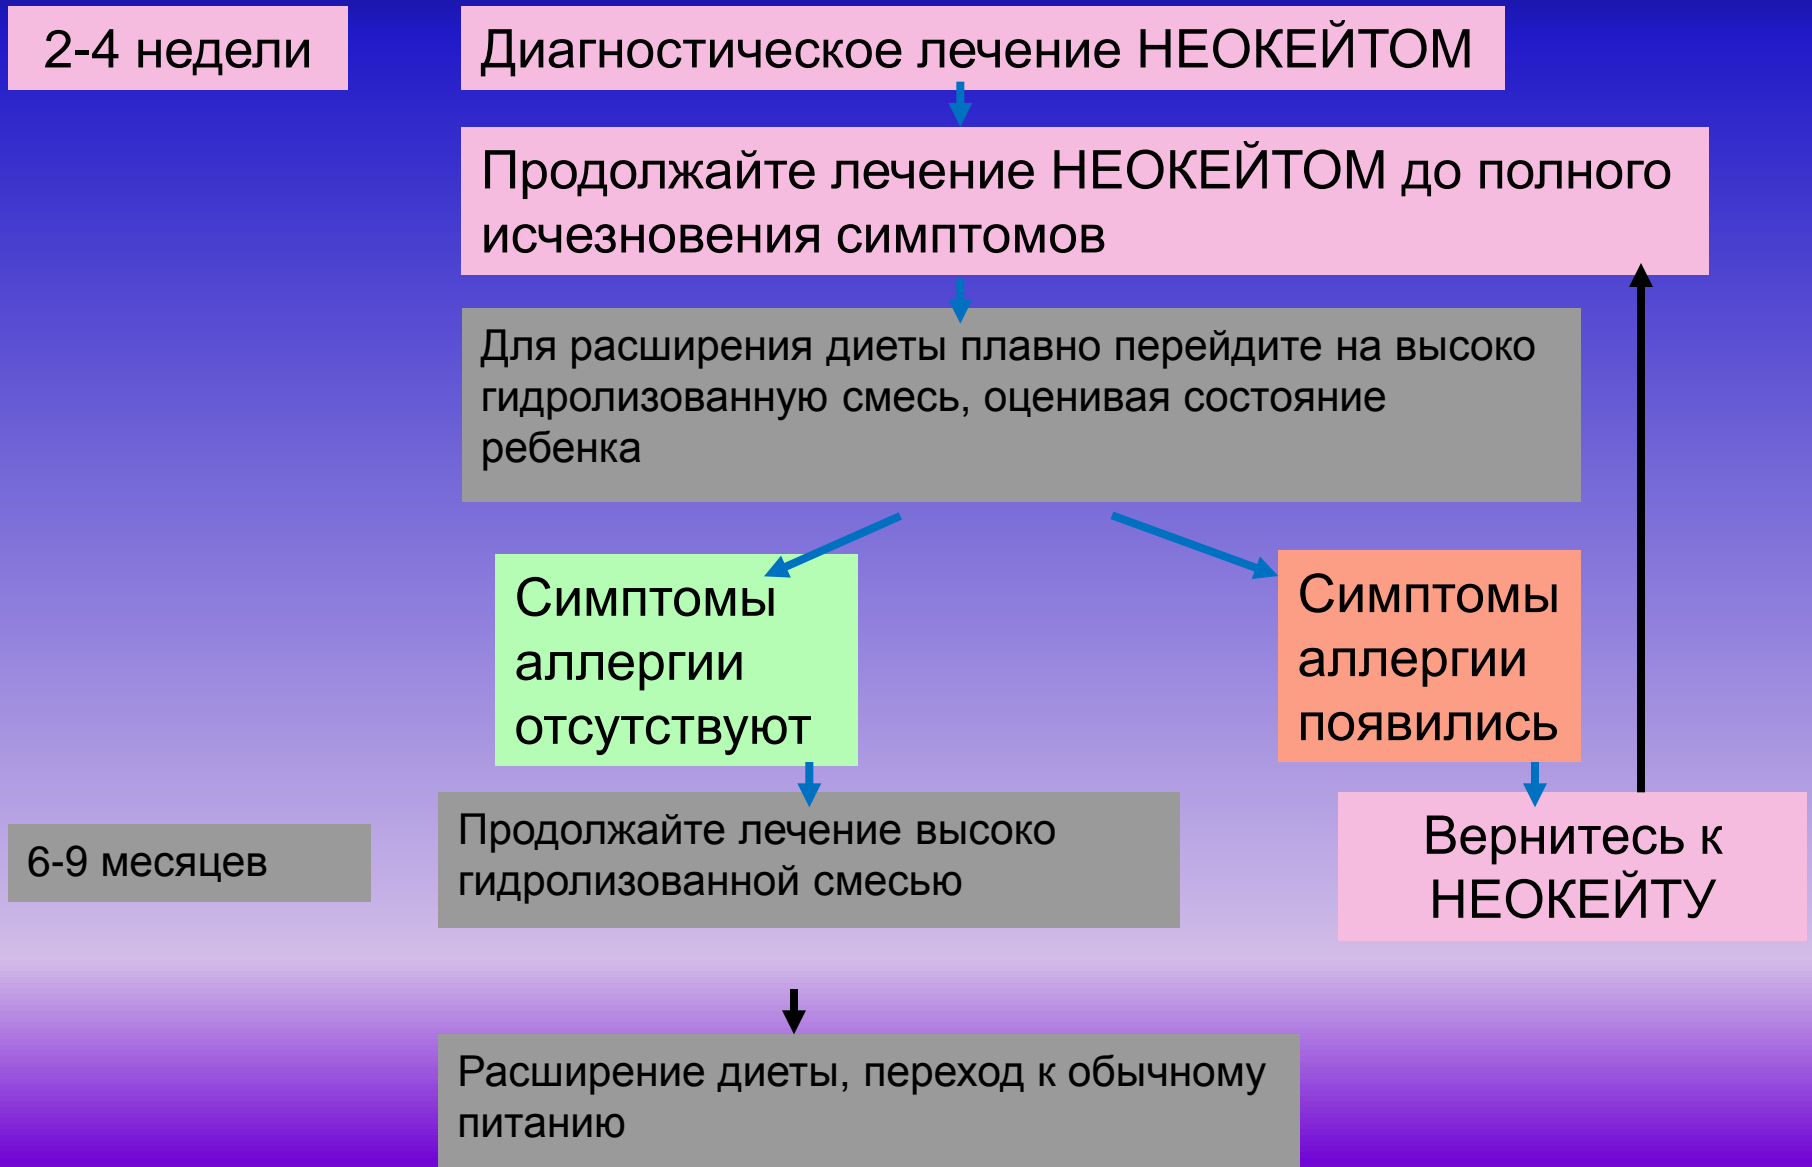 2-4 недели
Диагностическое лечение НЕОКЕЙТОМ
Продолжайте лечение НЕОКЕЙТОМ до полного
исчезновения симптомов
Для расширения диеты плавно перейдите на высоко
гидролизованную смесь, оценивая состояние
ребенка
Симптомы
аллергии
отсутствуют
Симптомы
аллергии
появились
6-9 месяцев
Продолжайте лечение высоко
гидролизованной смесью
Вернитесь к
НЕОКЕЙТУ
Расширение диеты, переход к обычному
питанию